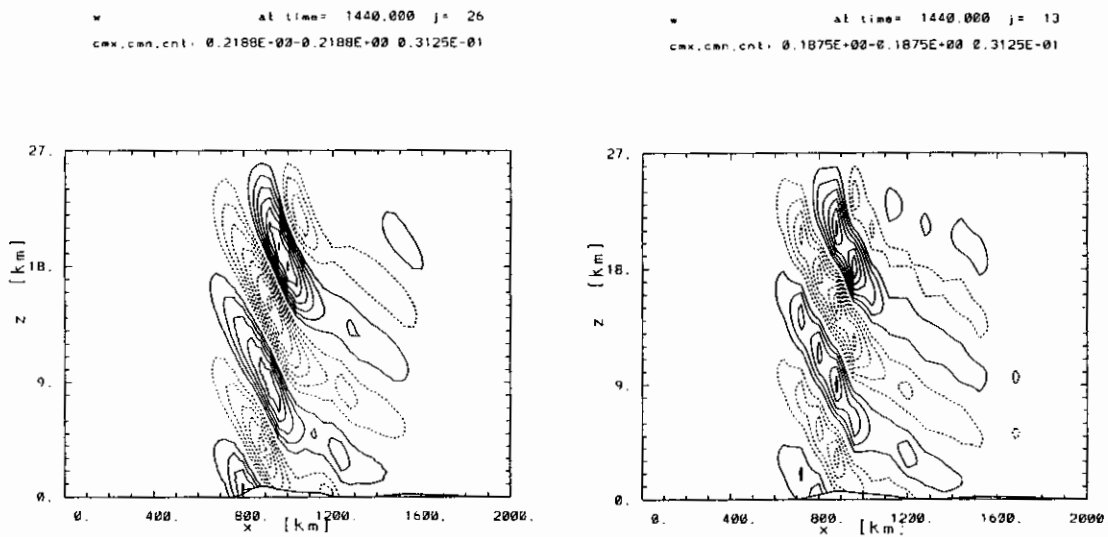 w at time= 1440.000 j= 26
cmx,cmn,cnt: 0.2188E+00-0.2188E+00 0.3125E-01
w at time= 1440.000 j= 13
cmx,cmn,cnt: 0.1875E+00-0.1875E+00 0.3125E-01
27.
18.
9.
0.
z [km]
0. 400. 800. 1200. 1600. 2000.
x [km]
27.
18.
9.
0.
z [km]
0. 400. 800. 1200. 1600. 2000.
x [km]